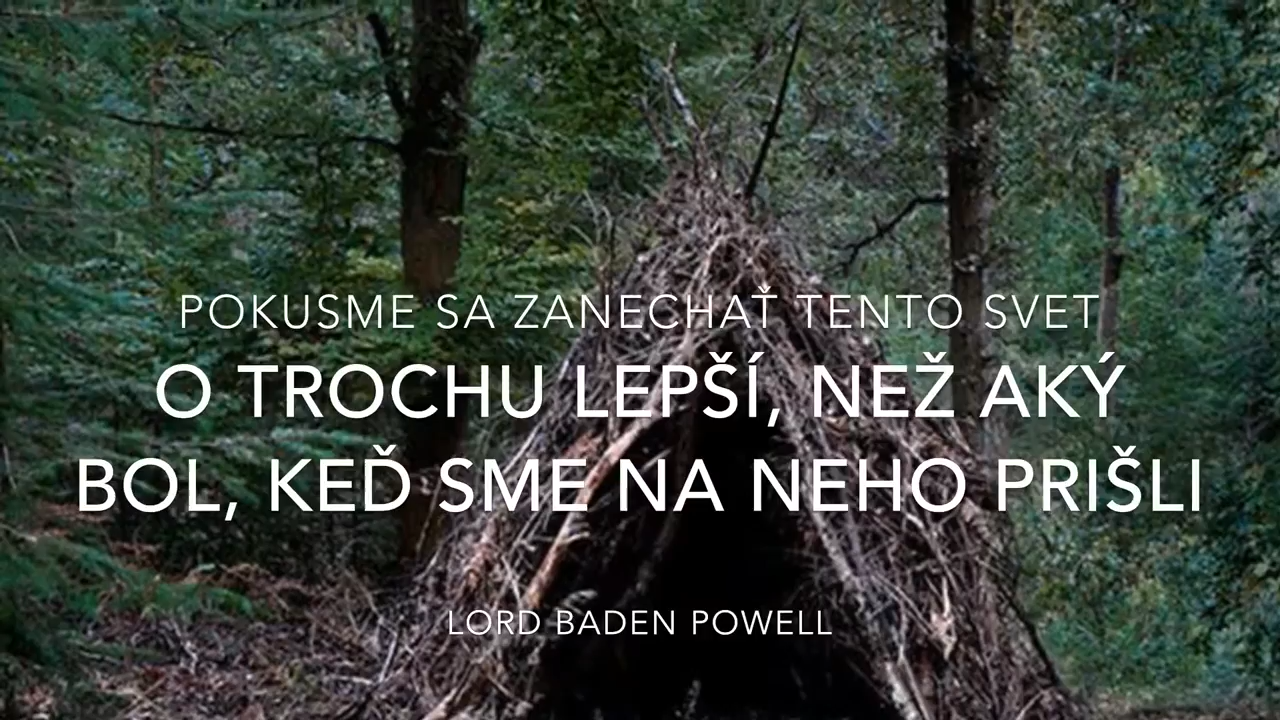 POKUSME SA ZANECHAŤ TENTO SVET
O TROCHU LEPŠÍ, NEŽ AKÝ
BOL, KEĎ SME NA NEHO PRIŠLI
LORD BADEN POWELL